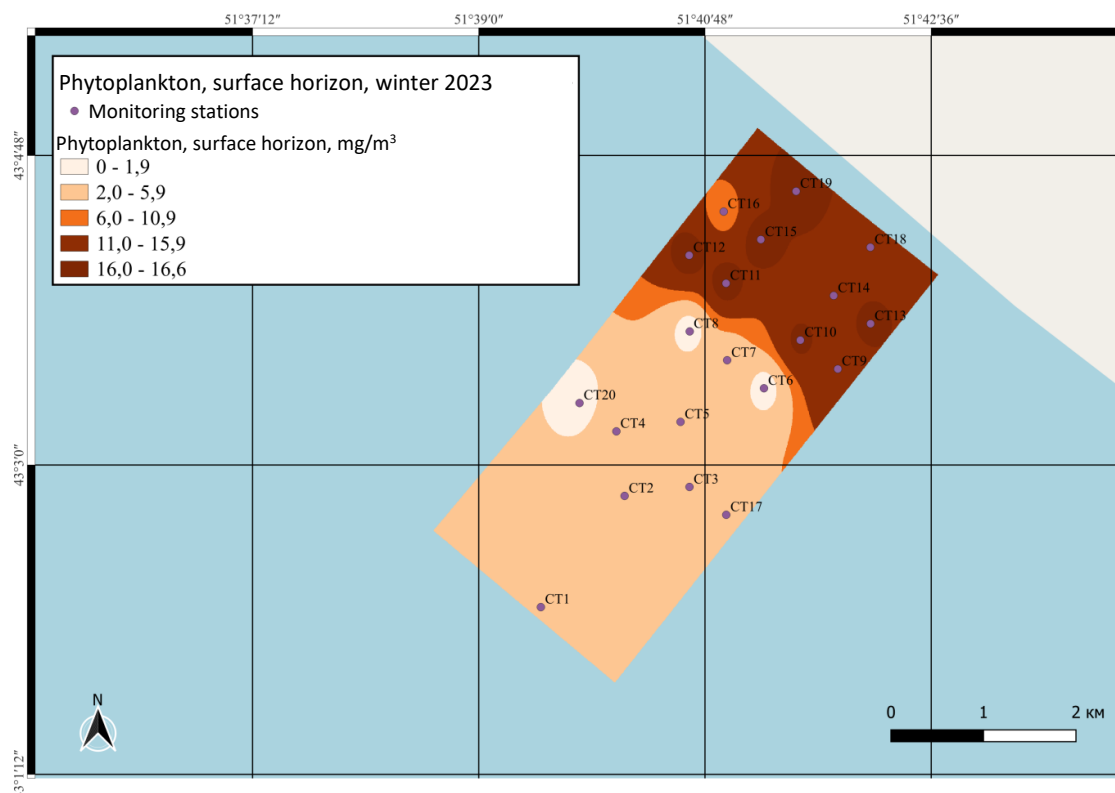 51°37'12" 51°39'0" 51°40'48" 51°42'36"
Phytoplankton, surface horizon, winter 2023
Monitoring stations
Phytoplankton, surface horizon, mg/m³
0 - 1,9
2,0 - 5,9
6,0 - 10,9
11,0 - 15,9
16,0 - 16,6
43°4'48"
43°3'0"
3°1'12"
CT19
CT16
CT15
CT18
CT12
CT11
CT14
CT13
CT8
CT10
CT7
CT9
CT6
CT20
CT5
CT4
CT3
CT2
CT17
CT1
N
0 1 2 км